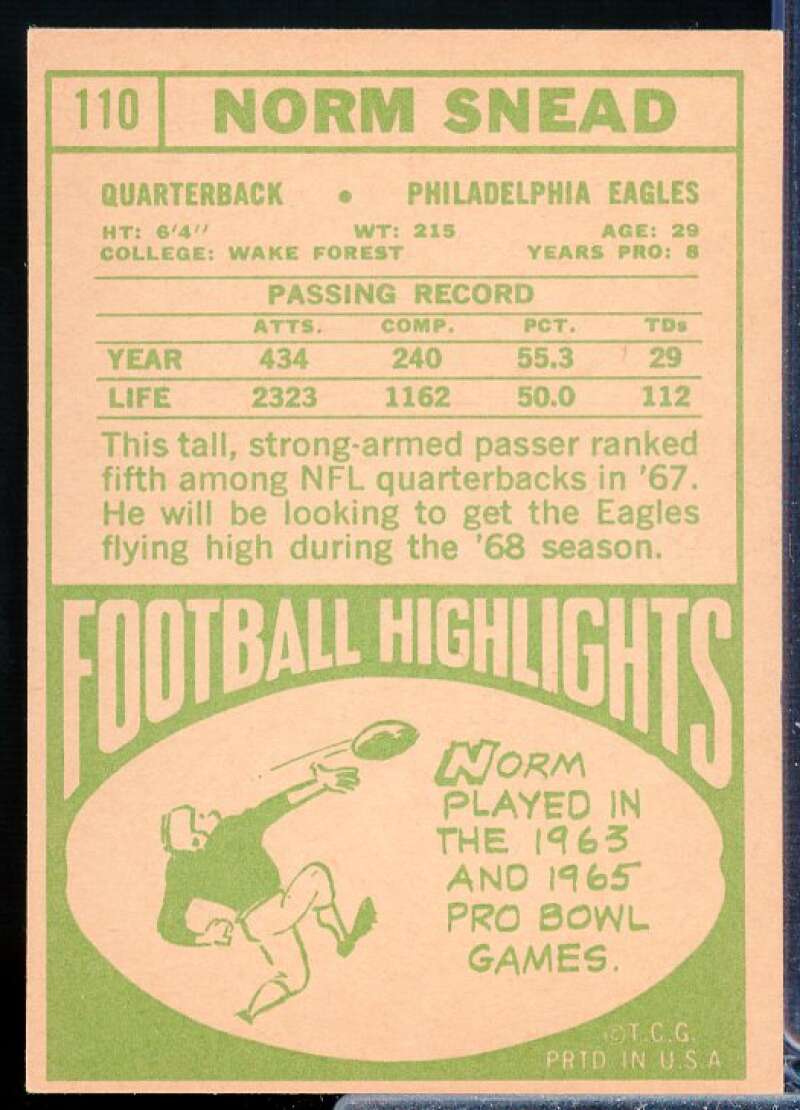 110 NORM SNEAD
QUARTERBACK • PHILADELPHIA EAGLES
HT: 6'4" WT: 215 AGE: 29
COLLEGE: WAKE FOREST YEARS PRO: 8
PASSING RECORD
ATTS. COMP. PCT. TDs
YEAR 434 240 55.3 29
LIFE 2323 1162 50.0 112
This tall, strong-armed passer ranked
fifth among NFL quarterbacks in '67.
He will be looking to get the Eagles
flying high during the '68 season.
FOOTBALL HIGHLIGHTS
NORM
PLAYED IN
THE 1963
AND 1965
PRO BOWL
GAMES.
©T.C.G.
PRTD IN U.S.A